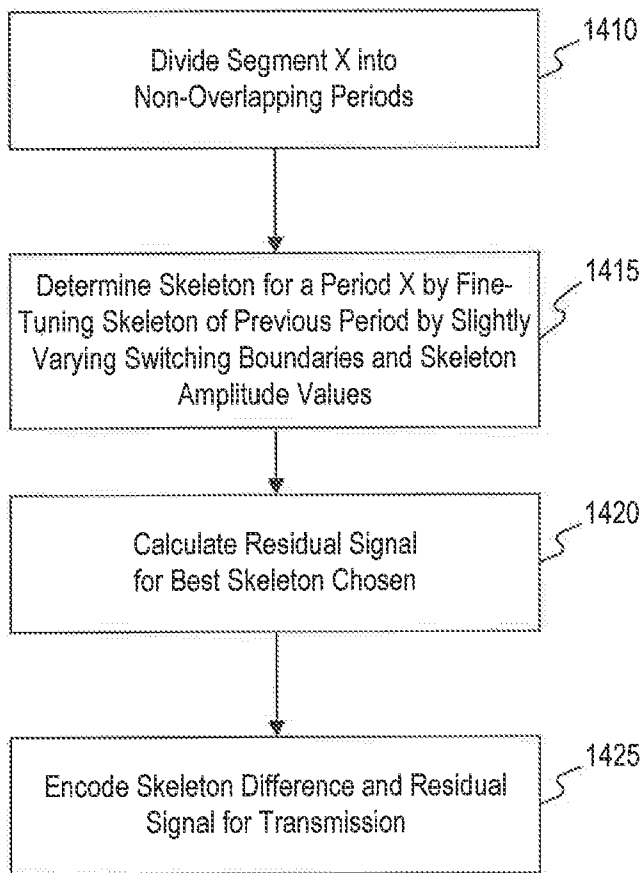 1410
Divide Segment X into
Non-Overlapping Periods
1415
Determine Skeleton for a Period X by Fine-
Tuning Skeleton of Previous Period by Slightly
Varying Switching Boundaries and Skeleton
Amplitude Values
1420
Calculate Residual Signal
for Best Skeleton Chosen
1425
Encode Skeleton Difference and Residual
Signal for Transmission